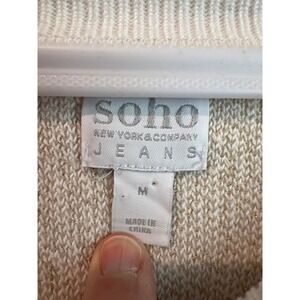 soho
NEW YORK & COMPANY
JEANS
M
MADE IN
CHINA